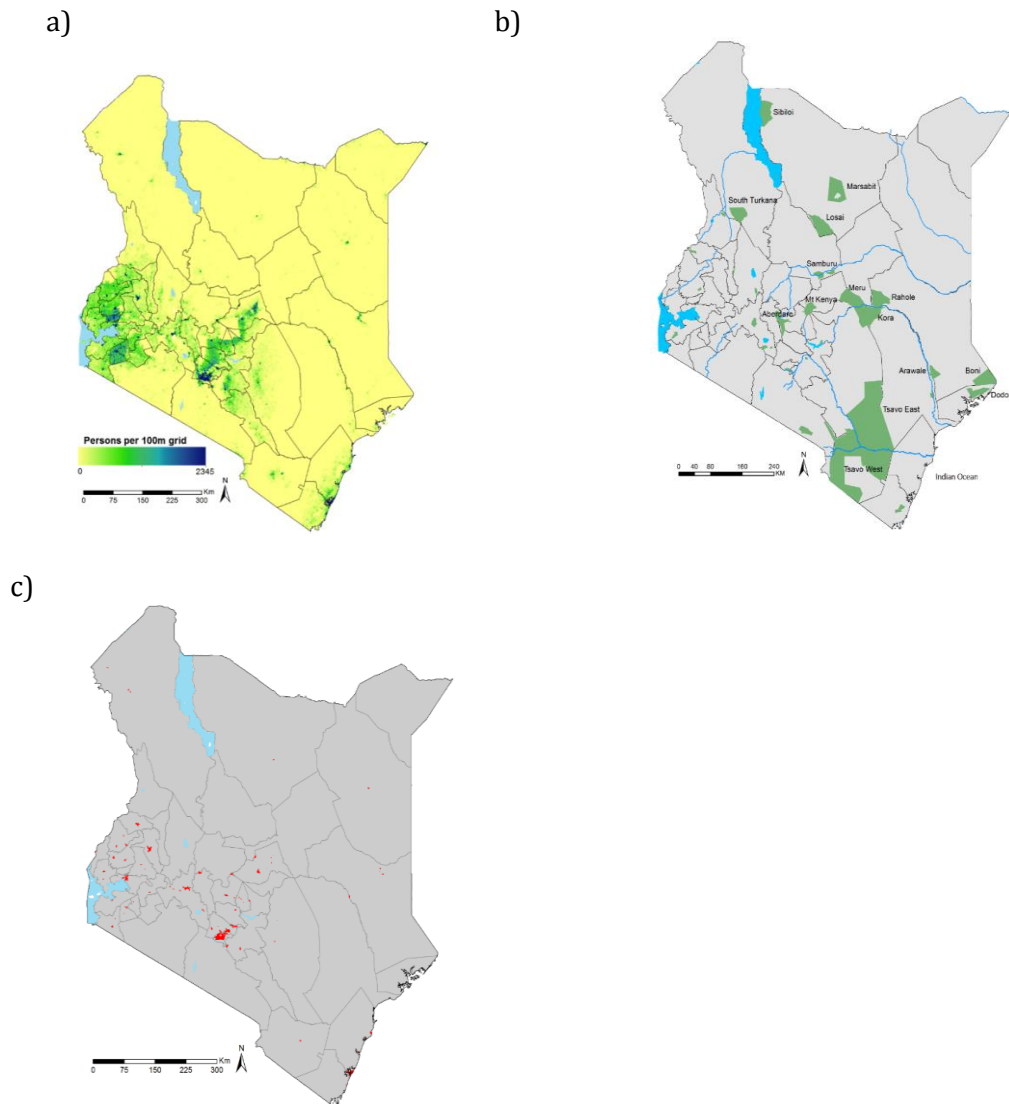 a)
b)
Persons per 100m grid
0 2345
0 75 150 225 300 Km
N
Sibiloi
Marsabit
South Turkana
Losai
Samburu
Meru
Rahole
Mt Kenya
Aberdare
Kora
Arawale
Boni
Dodo
Tsavo East
Tsavo West
Indian Ocean
0 40 80 160 240
KM
N
c)
0 75 150 225 300 Km
N